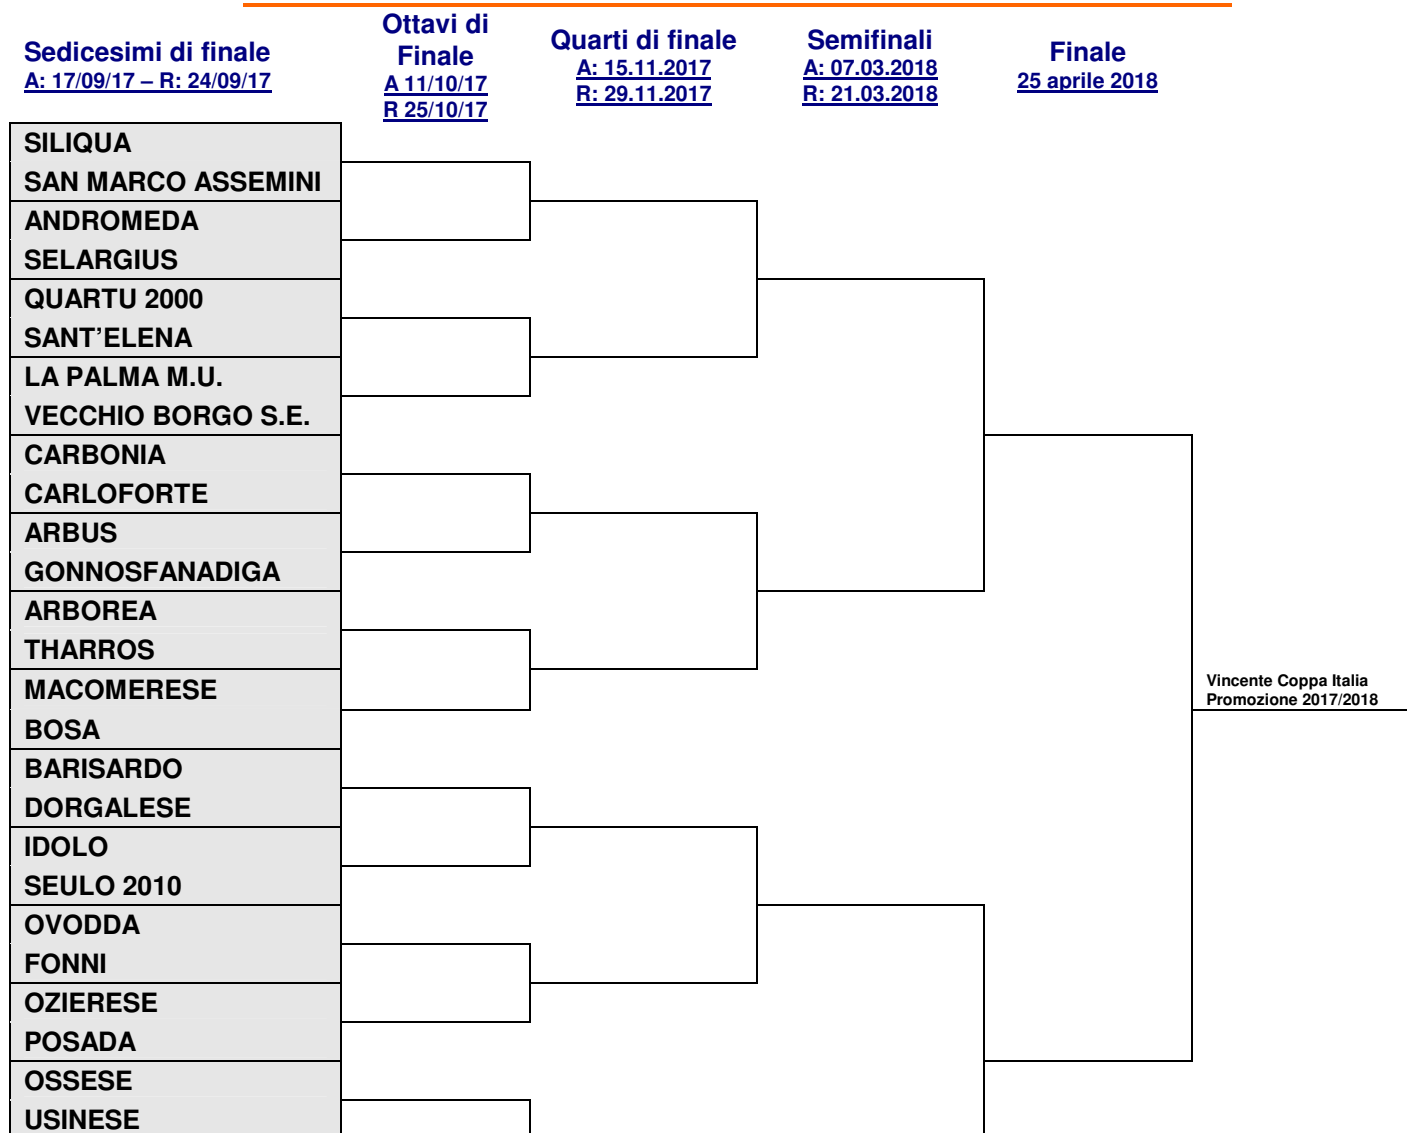 Sedicesimi di finale
A: 17/09/17 – R: 24/09/17
Ottavi di
Finale
A 11/10/17
R 25/10/17
Quarti di finale
A: 15.11.2017
R: 29.11.2017
Semifinali
A: 07.03.2018
R: 21.03.2018
Finale
25 aprile 2018
SILIQUA
SAN MARCO ASSEMINI
ANDROMEDA
SELARGIUS
QUARTU 2000
SANT’ELENA
LA PALMA M.U.
VECCHIO BORGO S.E.
CARBONIA
CARLOFORTE
ARBUS
GONNOSFANADIGA
ARBOREA
THARROS
MACOMERESE
BOSA
BARISARDO
DORGALESE
IDOLO
SEULO 2010
OVODDA
FONNI
OZIERESE
POSADA
OSSESE
USINESE
Vincente Coppa Italia
Promozione 2017/2018